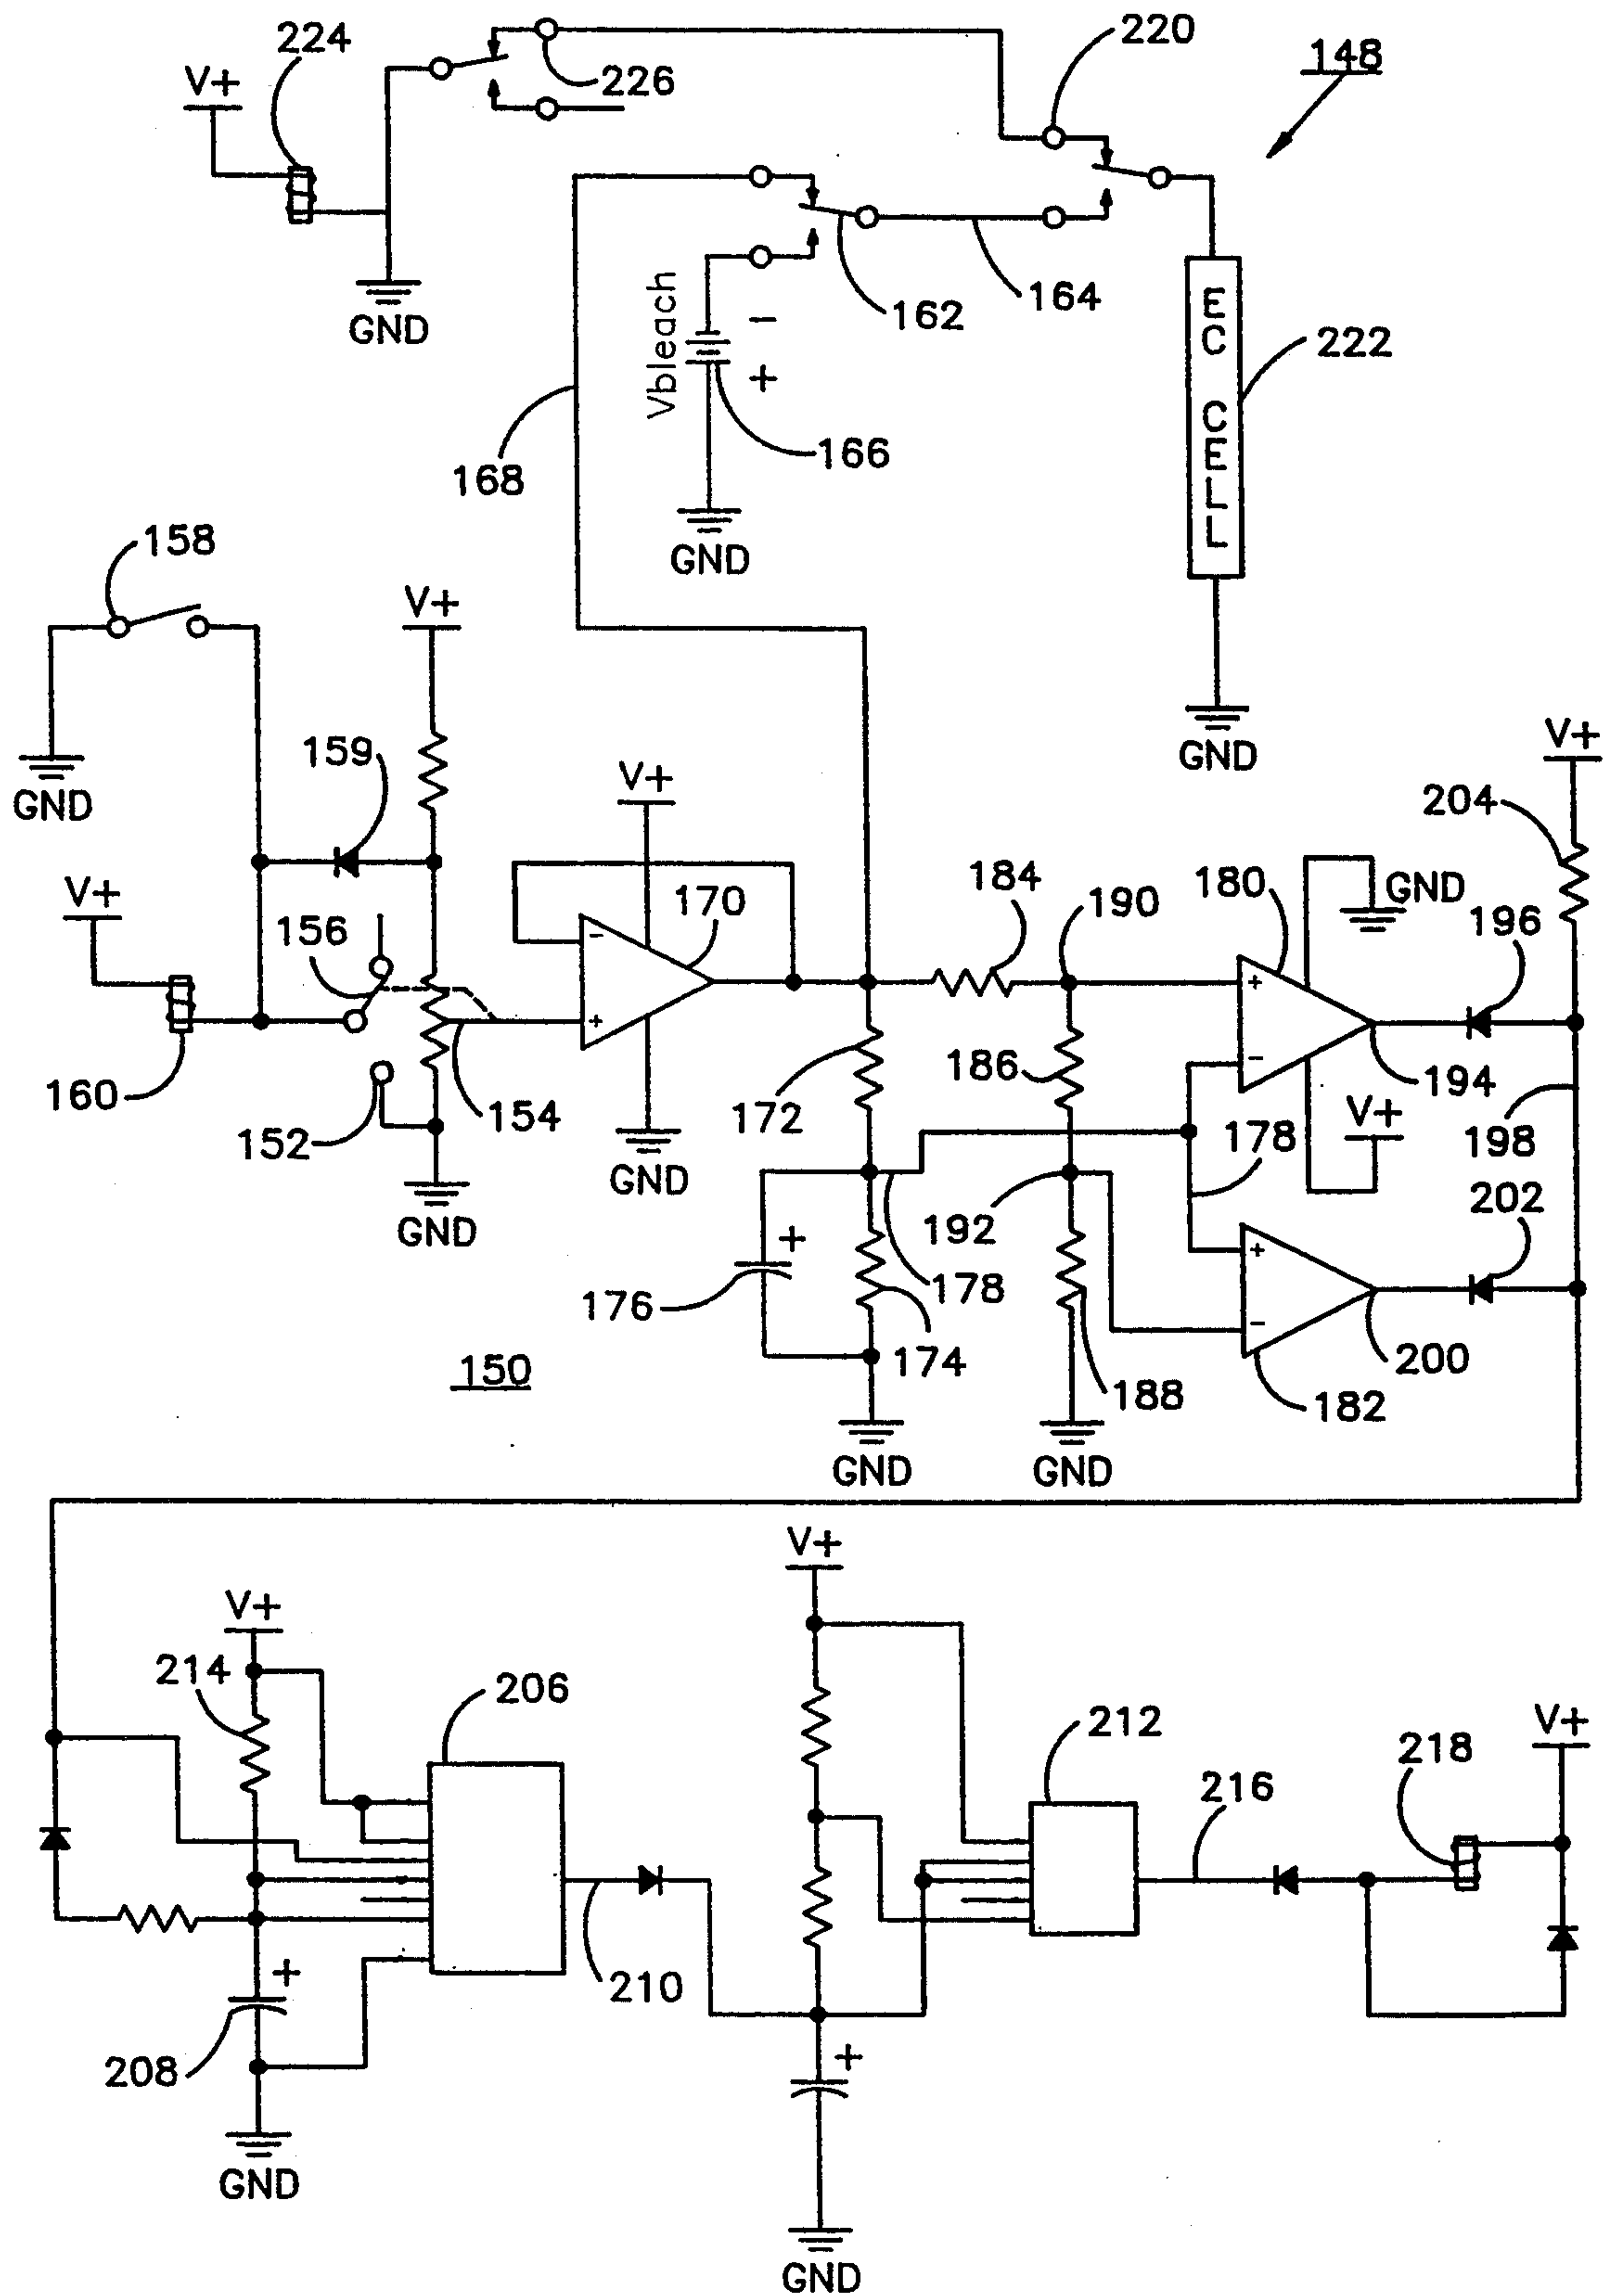 224
220
148
V+
226
GND
162
164
Vbleach
-
+
166
168
GND
EC CELL
222
GND
158
V+
GND
159
V+
V+
204
V+
156
170
-
+
184
190
180
GND
196
+
-
160
152
154
GND
GND
172
186
194
V+
178
198
192
202
+
176
178
174
+
-
200
182
188
150
GND
GND
V+
V+
214
206
212
V+
218
216
+
210
208
+
GND
GND